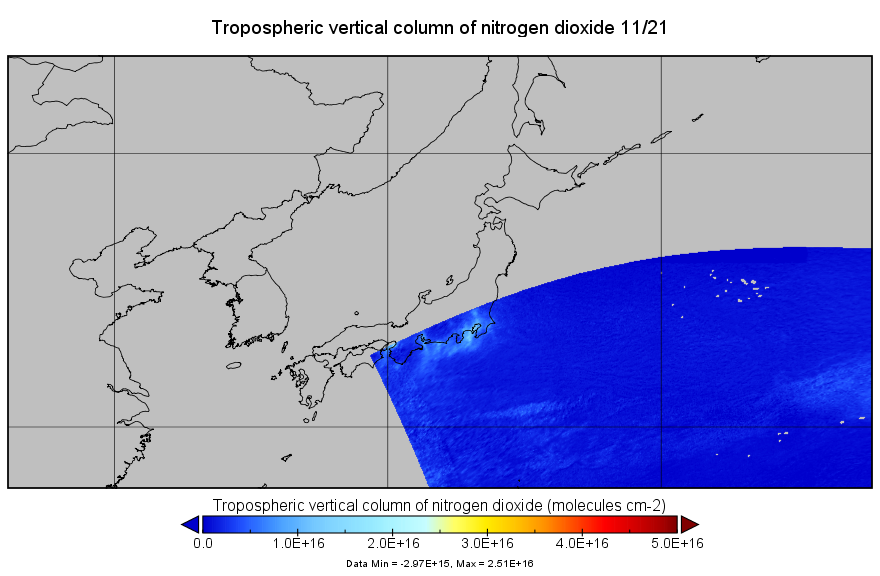 Tropospheric vertical column of nitrogen dioxide 11/21
Tropospheric vertical column of nitrogen dioxide (molecules cm-2)
0.0 1.0E+16 2.0E+16 3.0E+16 4.0E+16 5.0E+16
Data Min = -2.97E+15, Max = 2.51E+16